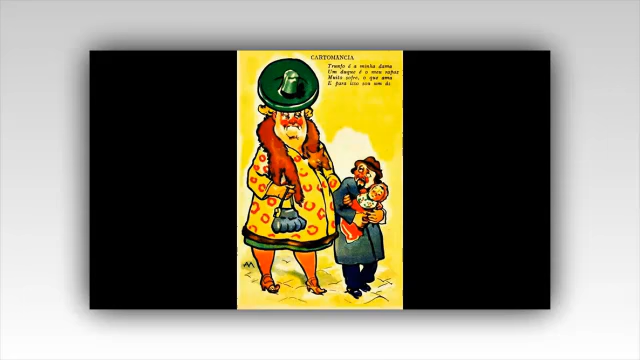 CARTOMANCIA
Trunfo é a minha dama
Um duque é o meu rapaz
Muito sofre, o que ama
E para isso sou um ás.